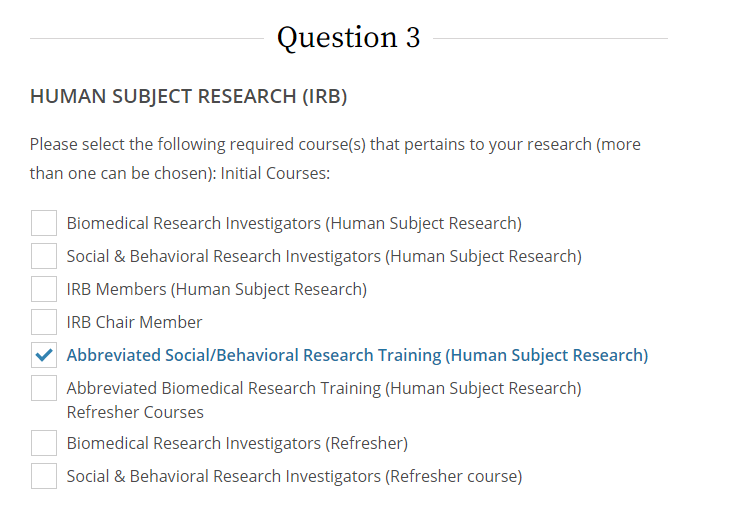 Question 3
HUMAN SUBJECT RESEARCH (IRB)
Please select the following required course(s) that pertains to your research (more
than one can be chosen): Initial Courses:
Biomedical Research Investigators (Human Subject Research)
Social & Behavioral Research Investigators (Human Subject Research)
IRB Members (Human Subject Research)
IRB Chair Member
Abbreviated Social/Behavioral Research Training (Human Subject Research)
Abbreviated Biomedical Research Training (Human Subject Research)
Refresher Courses
Biomedical Research Investigators (Refresher)
Social & Behavioral Research Investigators (Refresher course)